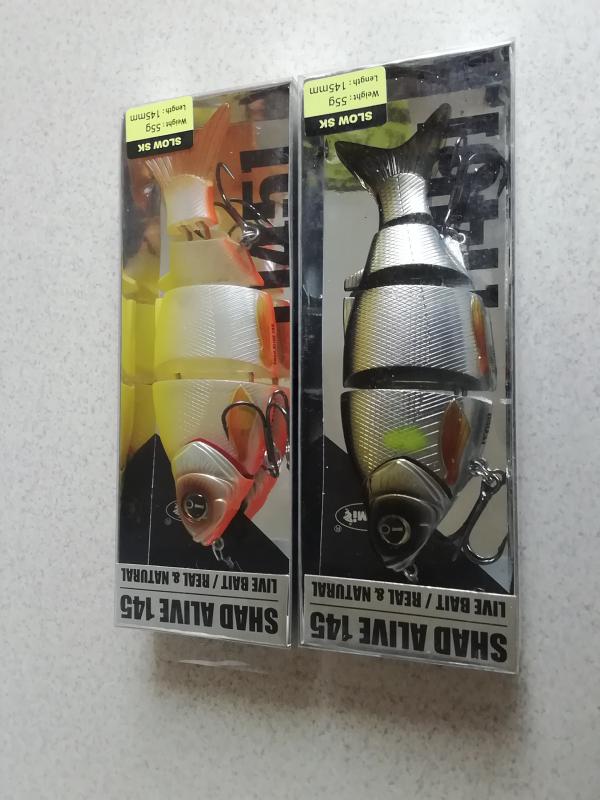 SLOW SK
Weight : 55g
Length : 145mm
SHAD ALIVE 145
LIVE BAIT / REAL & NATURAL
SLOW SK
Weight : 55g
Length : 145mm
SHAD ALIVE 145
LIVE BAIT / REAL & NATURAL